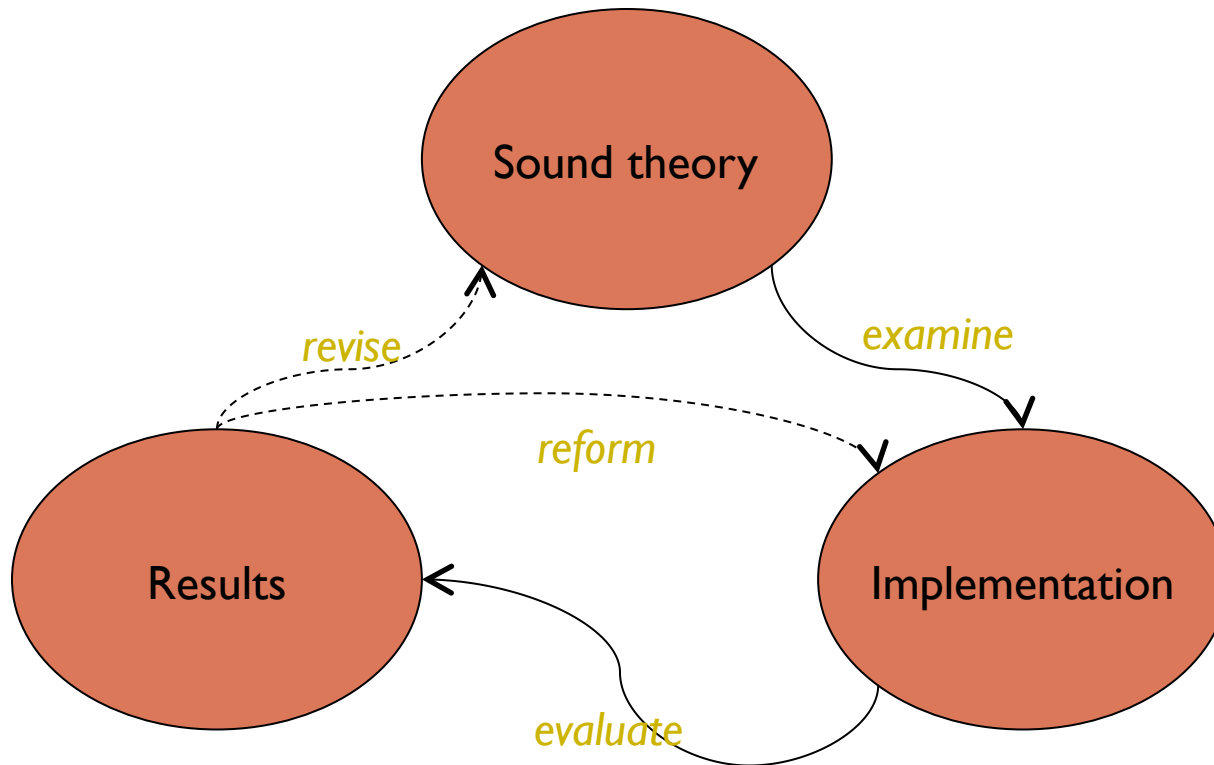 Sound theory
revise
examine
reform
Results
Implementation
evaluate